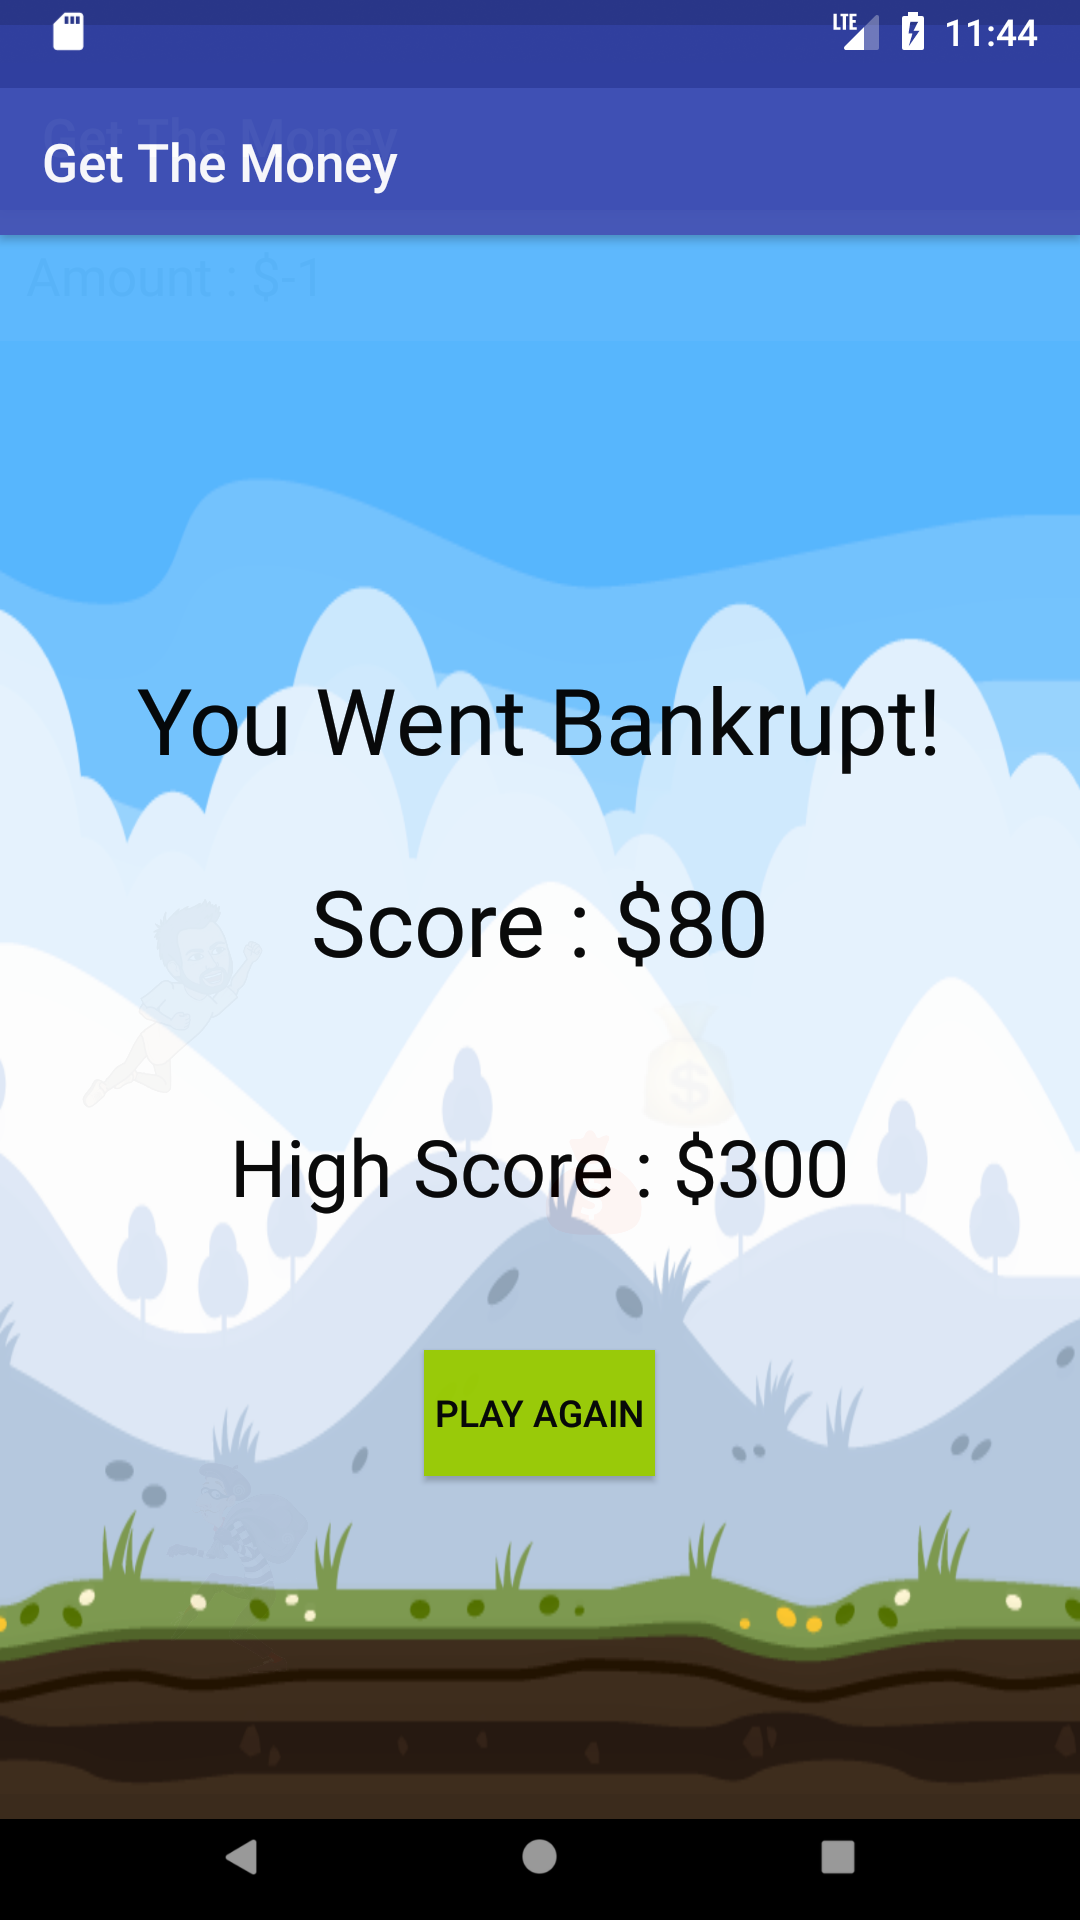 LTE 11:44
Get The Money
Get The Money
Amount : $-1
You Went Bankrupt!
Score : $80
$
High Score : $300
PLAY AGAIN